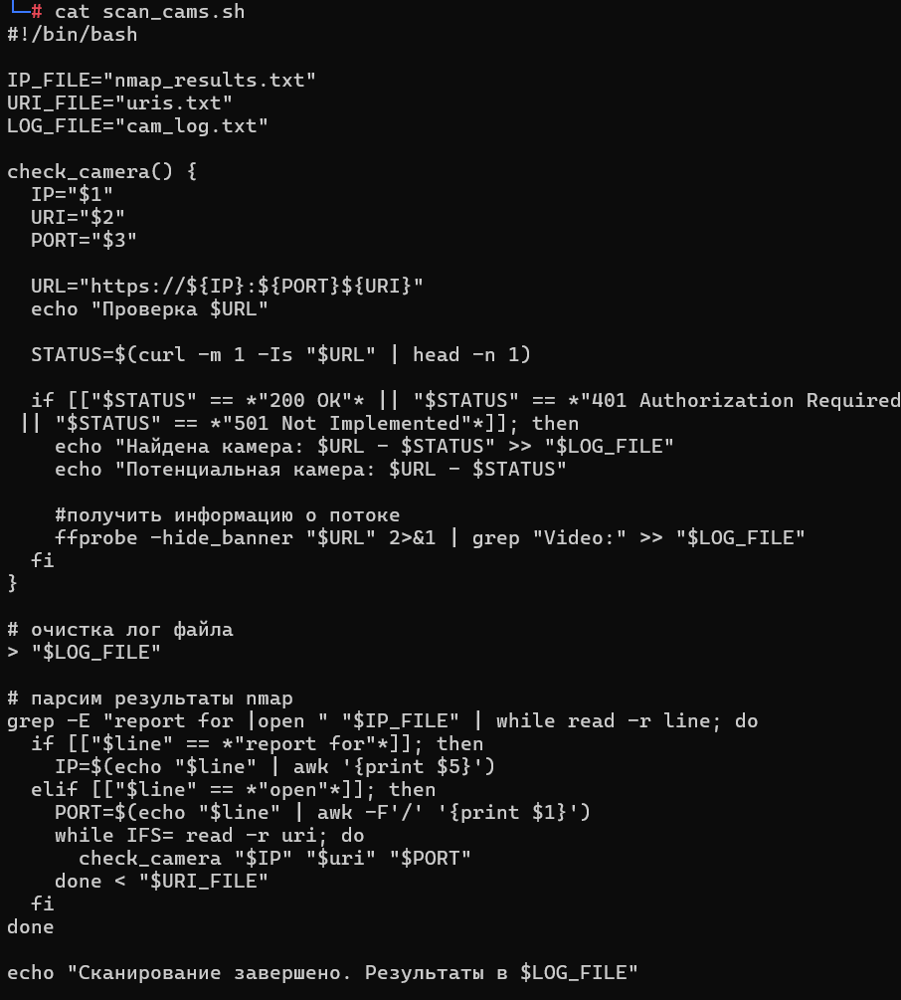 └─# cat scan_cams.sh
#!/bin/bash

IP_FILE="nmap_results.txt"
URI_FILE="uris.txt"
LOG_FILE="cam_log.txt"

check_camera() {
  IP="$1"
  URI="$2"
  PORT="$3"

  URL="https://${IP}:${PORT}${URI}"
  echo "Проверка $URL"

  STATUS=$(curl -m 1 -Is "$URL" | head -n 1)

  if [["$STATUS" == *"200 OK"* || "$STATUS" == *"401 Authorization Required
 || "$STATUS" == *"501 Not Implemented"*]]; then
    echo "Найдена камера: $URL - $STATUS" >> "$LOG_FILE"
    echo "Потенциальная камера: $URL - $STATUS"

    #получить информацию о потоке
    ffprobe -hide_banner "$URL" 2>&1 | grep "Video:" >> "$LOG_FILE"
  fi
}

# очистка лог файла
> "$LOG_FILE"

# парсим результаты nmap
grep -E "report for |open " "$IP_FILE" | while read -r line; do
  if [["$line" == *"report for"*]]; then
    IP=$(echo "$line" | awk '{print $5}')
  elif [["$line" == *"open"*]]; then
    PORT=$(echo "$line" | awk -F'/' '{print $1}')
    while IFS= read -r uri; do
      check_camera "$IP" "$uri" "$PORT"
    done < "$URI_FILE"
  fi
done

echo "Сканирование завершено. Результаты в $LOG_FILE"